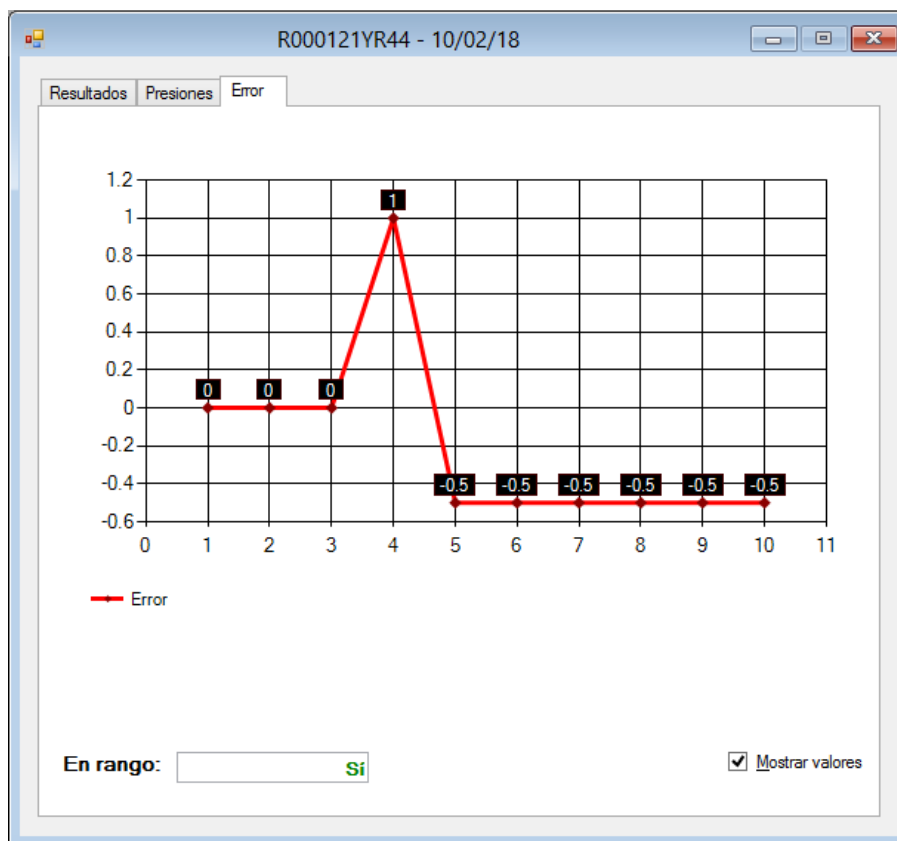 R000121YR44 - 10/02/18
Resultados Presiones Error
1.2
1
0.8
0.6
0.4
0.2
0
-0.2
-0.4
-0.6
1
0 0 0
-0.5 -0.5 -0.5 -0.5 -0.5 -0.5
0 1 2 3 4 5 6 7 8 9 10 11
Error
En rango: Sí
Mostrar valores